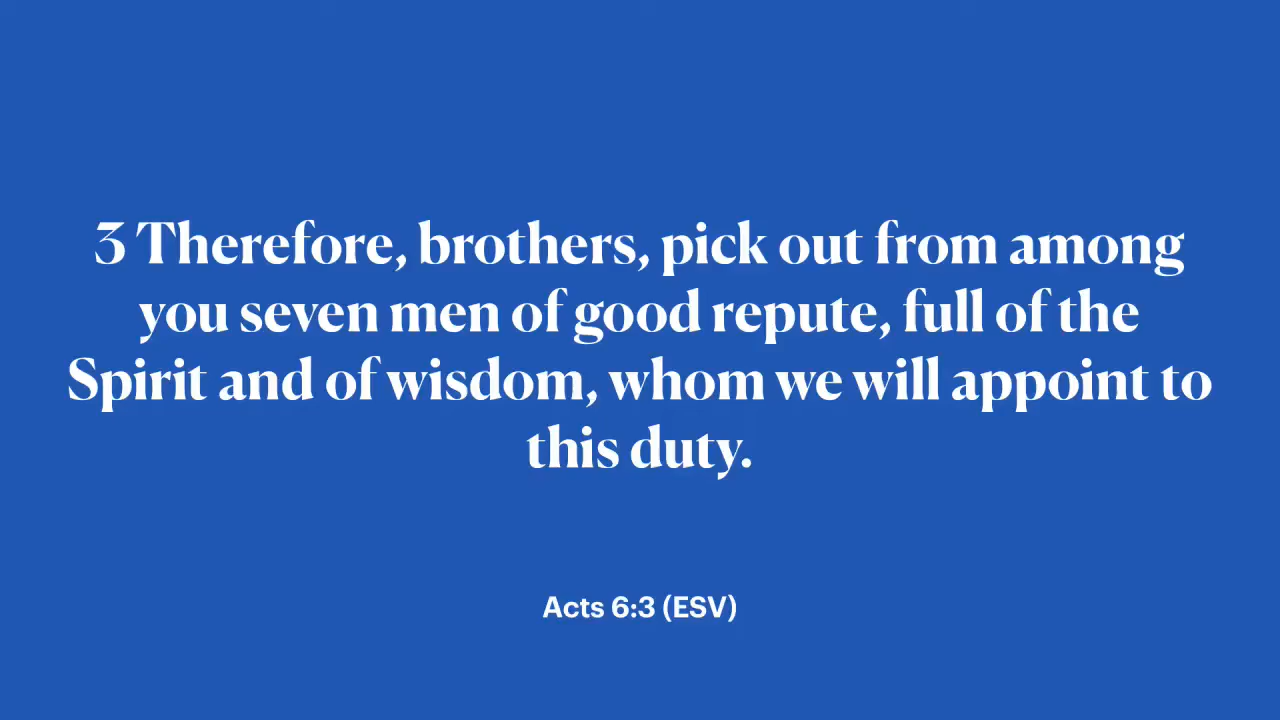 3 Therefore, brothers, pick out from among
you seven men of good repute, full of the
Spirit and of wisdom, whom we will appoint to
this duty.
Acts 6:3 (ESV)